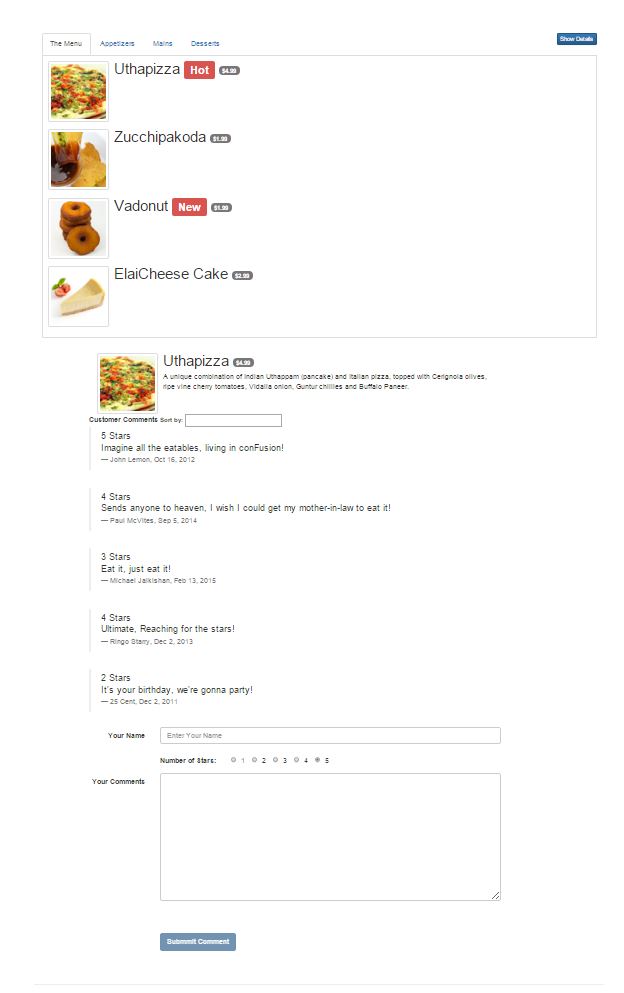 The Menu Appetizers Mains Desserts Show Details
Uthapizza Hot $4.99
Zucchipakoda $1.99
Vadonut New $1.99
ElaiCheese Cake $2.99
Uthapizza $4.99
A unique combination of Indian Uthappam (pancake) and Italian pizza, topped with Cerignola olives,
ripe vine cherry tomatoes, Vidalia onion, Guntur chillies and Buffalo Paneer.
Customer Comments Sort by:
5 Stars
Imagine all the eatables, living in conFusion!
— John Lemon, Oct 16, 2012
4 Stars
Sends anyone to heaven, I wish I could get my mother-in-law to eat it!
— Paul McVites, Sep 5, 2014
3 Stars
Eat it, just eat it!
— Michael Jaikishan, Feb 13, 2015
4 Stars
Ultimate, Reaching for the stars!
— Ringo Starry, Dec 2, 2013
2 Stars
It's your birthday, we're gonna party!
— 25 Cent, Dec 2, 2011
Your Name Enter Your Name
Number of Stars: 1 2 3 4 5
Your Comments
Submmit Comment